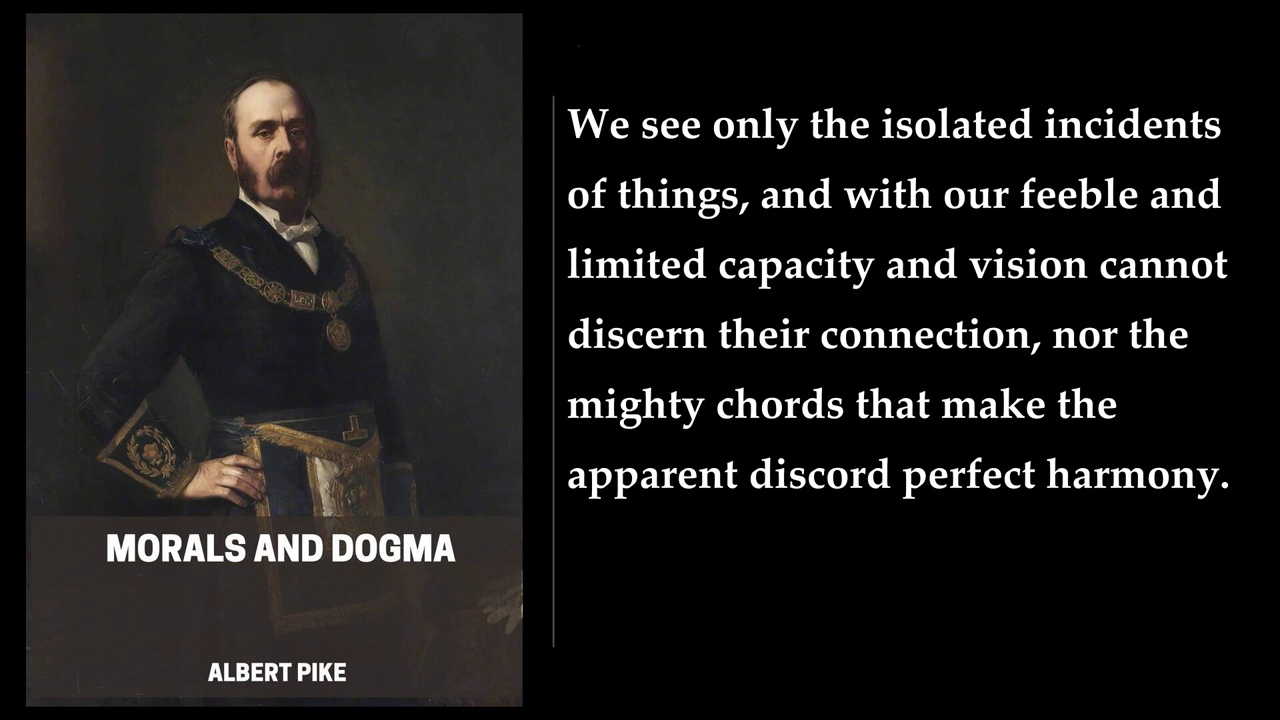 MORALS AND DOGMA
ALBERT PIKE
We see only the isolated incidents
of things, and with our feeble and
limited capacity and vision cannot
discern their connection, nor the
mighty chords that make the
apparent discord perfect harmony.